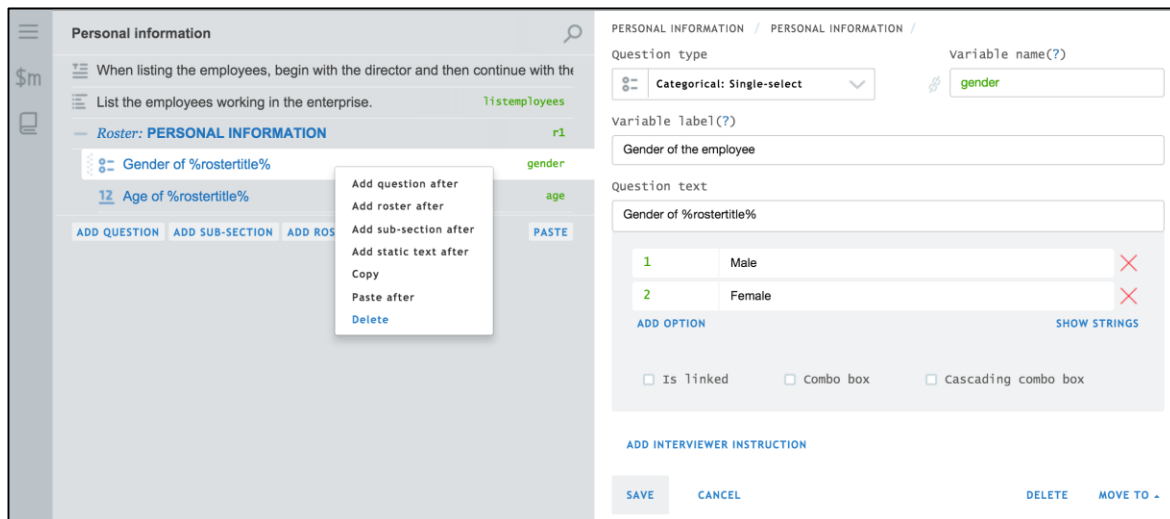 Personal information
$m
When listing the employees, begin with the director and then continue with the
List the employees working in the enterprise. listemployees
Roster: PERSONAL INFORMATION r1
Gender of %rostertitle% gender
12 Age of %rostertitle% age
ADD QUESTION ADD SUB-SECTION ADD ROS PASTE
Add question after
Add roster after
Add sub-section after
Add static text after
Copy
Paste after
Delete
PERSONAL INFORMATION / PERSONAL INFORMATION /
Question type Variable name(?)
Categorical: Single-select gender
Variable label(?)
Gender of the employee
Question text
Gender of %rostertitle%
1 Male
2 Female
ADD OPTION SHOW STRINGS
Is linked Combo box Cascading combo box
ADD INTERVIEWER INSTRUCTION
SAVE CANCEL DELETE MOVE TO